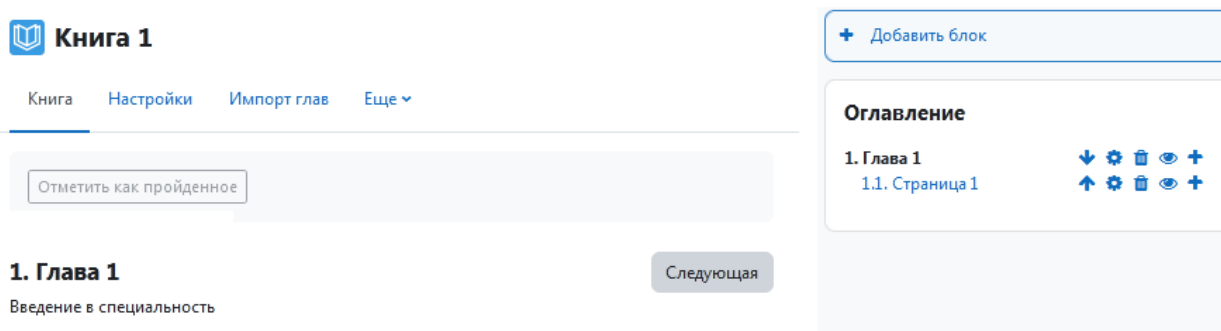 Книга 1
Книга Настройки Импорт глав Еще
Отметить как пройденное
1. Глава 1
Следующая
Введение в специальность
Добавить блок
Оглавление
1. Глава 1
1.1. Страница 1